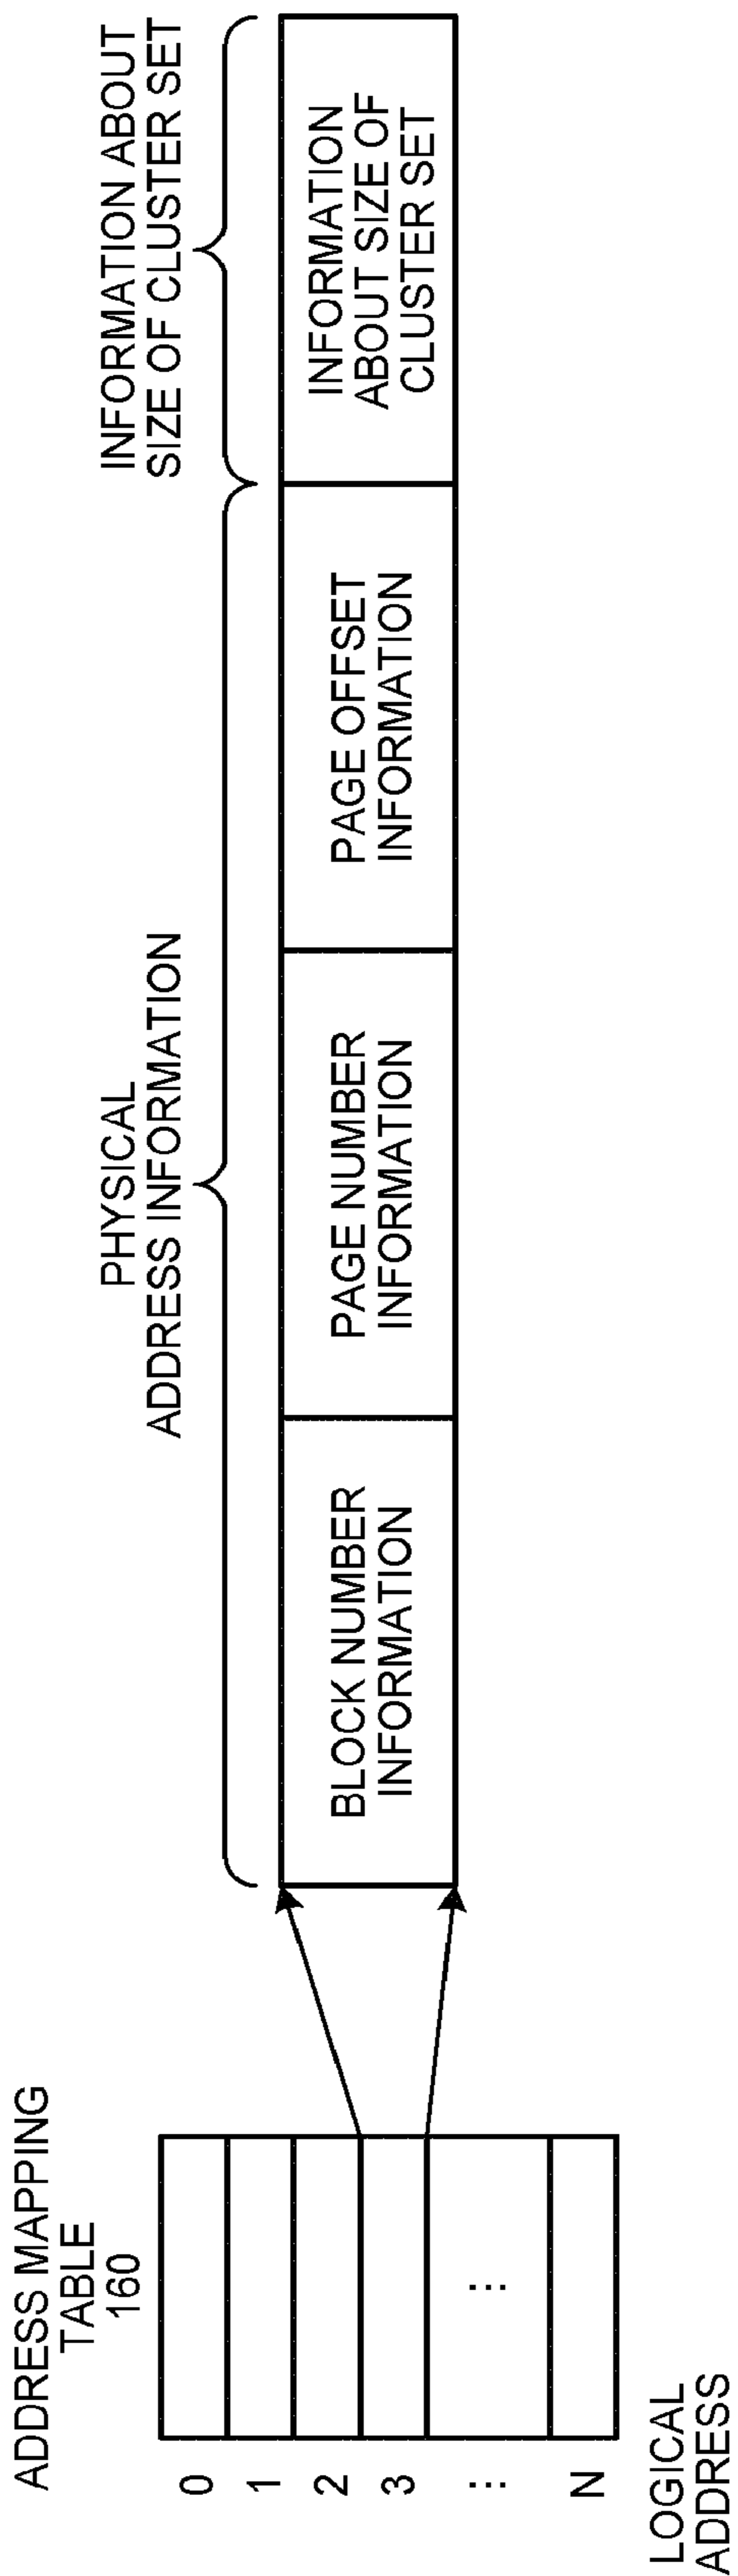 ADDRESS MAPPING
TABLE
160
0
1
2
3
⋮
N
⋮
LOGICAL
ADDRESS
PHYSICAL
ADDRESS INFORMATION
INFORMATION ABOUT
SIZE OF CLUSTER SET
BLOCK NUMBER
INFORMATION
PAGE NUMBER
INFORMATION
PAGE OFFSET
INFORMATION
INFORMATION
ABOUT SIZE OF
CLUSTER SET